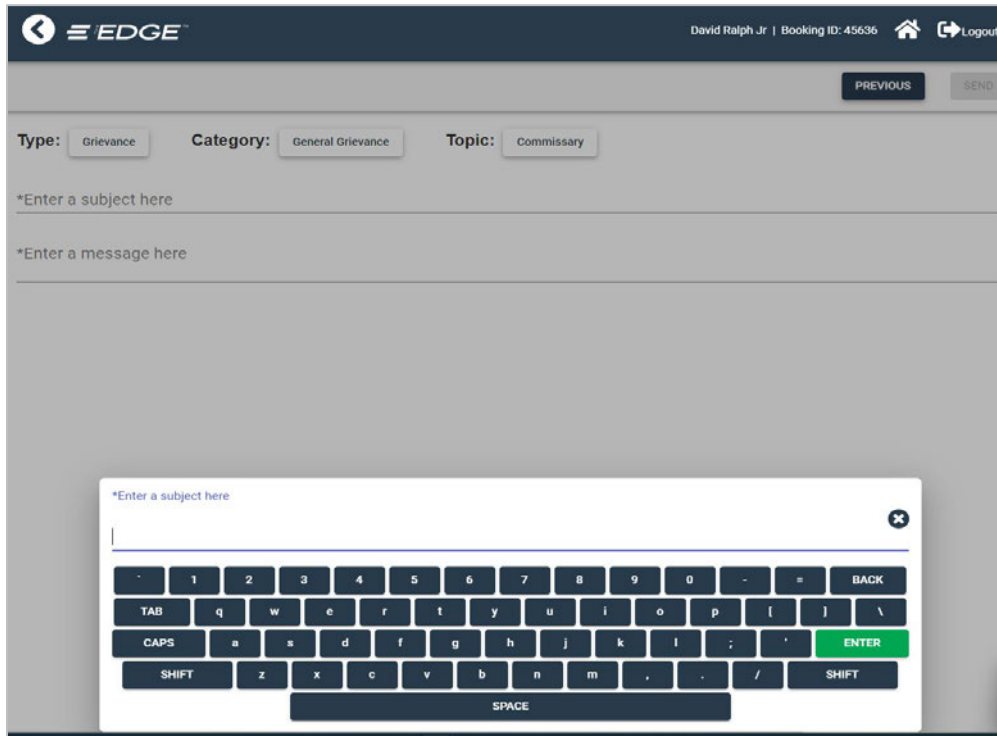 EDGE™ David Ralph Jr | Booking ID: 45636 Logout
PREVIOUS SEND
Type: Grievance Category: General Grievance Topic: Commissary
*Enter a subject here
*Enter a message here
*Enter a subject here
` 1 2 3 4 5 6 7 8 9 0 - = BACK
TAB q w e r t y u i o p [ ] \
CAPS a s d f g h j k l ; ' ENTER
SHIFT z x c v b n m , . / SHIFT
SPACE